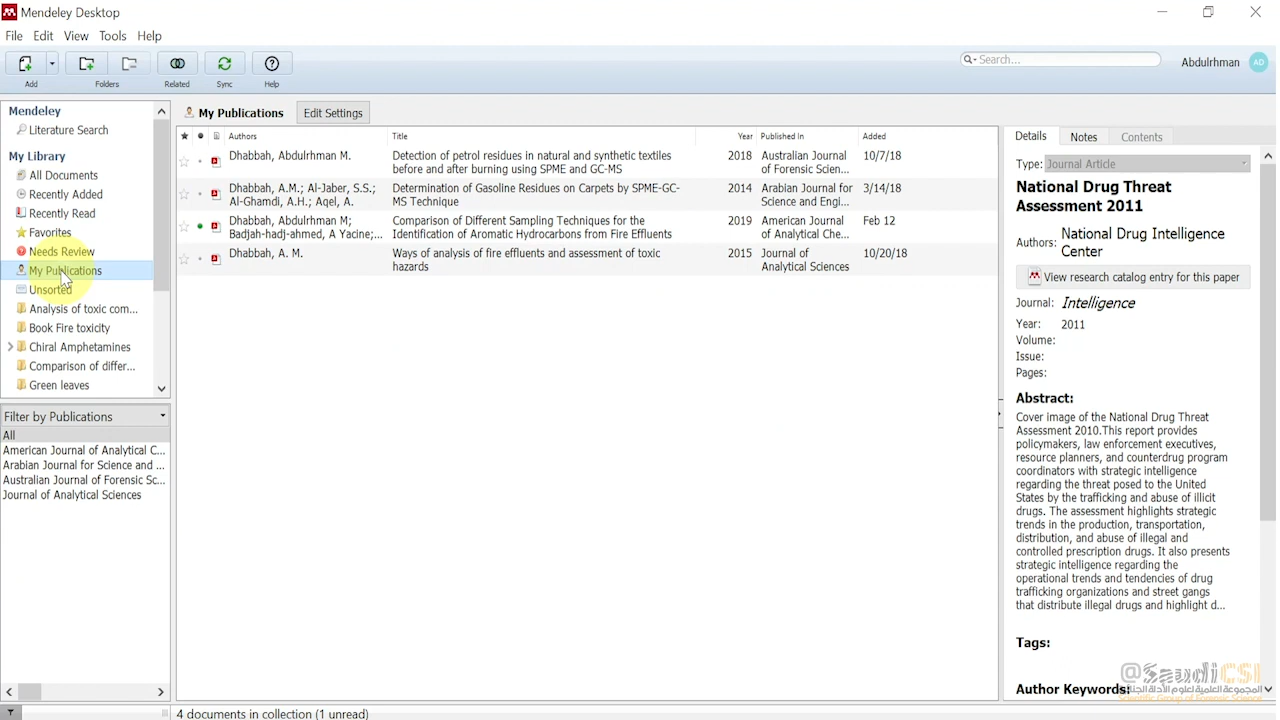 Mendeley Desktop
File Edit View Tools Help
Add Folders Related Sync Help
Search...
Abdulrhman AD
Mendeley
Literature Search
My Library
All Documents
Recently Added
Recently Read
Favorites
Needs Review
My Publications
Unsorted
Analysis of toxic com...
Book Fire toxicity
Chiral Amphetamines
Comparison of differ...
Green leaves
Filter by Publications
All
American Journal of Analytical C...
Arabian Journal for Science and ...
Australian Journal of Forensic Sc...
Journal of Analytical Sciences
My Publications Edit Settings
Authors Title Year Published In Added
Dhabbah, Abdulrhman M. Detection of petrol residues in natural and synthetic textiles 2018 Australian Journal 10/7/18
before and after burning using SPME and GC-MS of Forensic Scien...
Dhabbah, A.M.; Al-Jaber, S.S.; Determination of Gasoline Residues on Carpets by SPME-GC- 2014 Arabian Journal for 3/14/18
Al-Ghamdi, A.H.; Aqel, A. MS Technique Science and Engi...
Dhabbah, Abdulrhman M; Comparison of Different Sampling Techniques for the 2019 American Journal Feb 12
Badjah-hadj-ahmed, A Yacine;... Identification of Aromatic Hydrocarbons from Fire Effluents of Analytical Che...
Dhabbah, A. M. Ways of analysis of fire effluents and assessment of toxic 2015 Journal of 10/20/18
hazards Analytical Sciences
4 documents in collection (1 unread)
Details Notes Contents
Type: Journal Article
National Drug Threat
Assessment 2011
Authors: National Drug Intelligence
Center
View research catalog entry for this paper
Journal: Intelligence
Year: 2011
Volume:
Issue:
Pages:
Abstract:
Cover image of the National Drug Threat
Assessment 2010.This report provides
policymakers, law enforcement executives,
resource planners, and counterdrug program
coordinators with strategic intelligence
regarding the threat posed to the United
States by the trafficking and abuse of illicit
drugs. The assessment highlights strategic
trends in the production, transportation,
distribution, and abuse of illegal and
controlled prescription drugs. It also presents
strategic intelligence regarding the
operational trends and tendencies of drug
trafficking organizations and street gangs
that distribute illegal drugs and highlight d...
Tags:
@SaudiCSI
Author Keywords:
المجموعة العلمية لعلوم الأدلة الجنائية
Scientific Group of Forensic Science